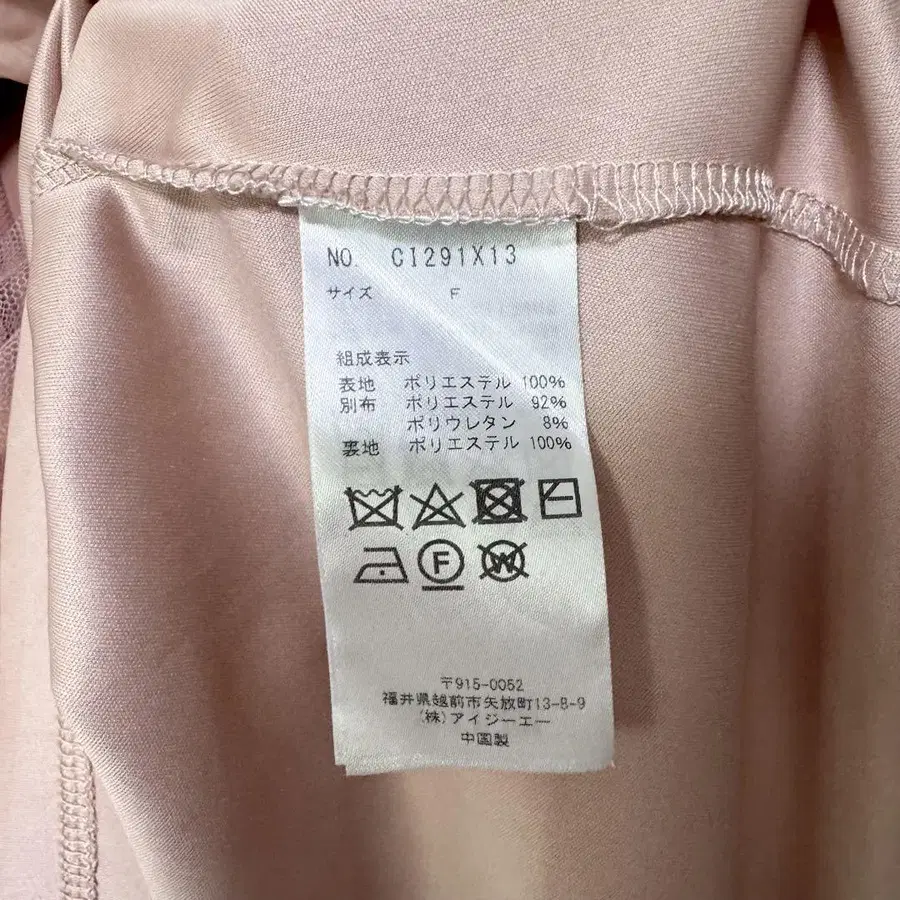 NO. CI291X13
サイズ F
組成表示
表地 ポリエステル 100%
別布 ポリエステル 92%
ポリウレタン 8%
裏地 ポリエステル 100%
F W
〒915-0052
福井県越前市矢放町13-8-9
(株)アイジーエー
中国製